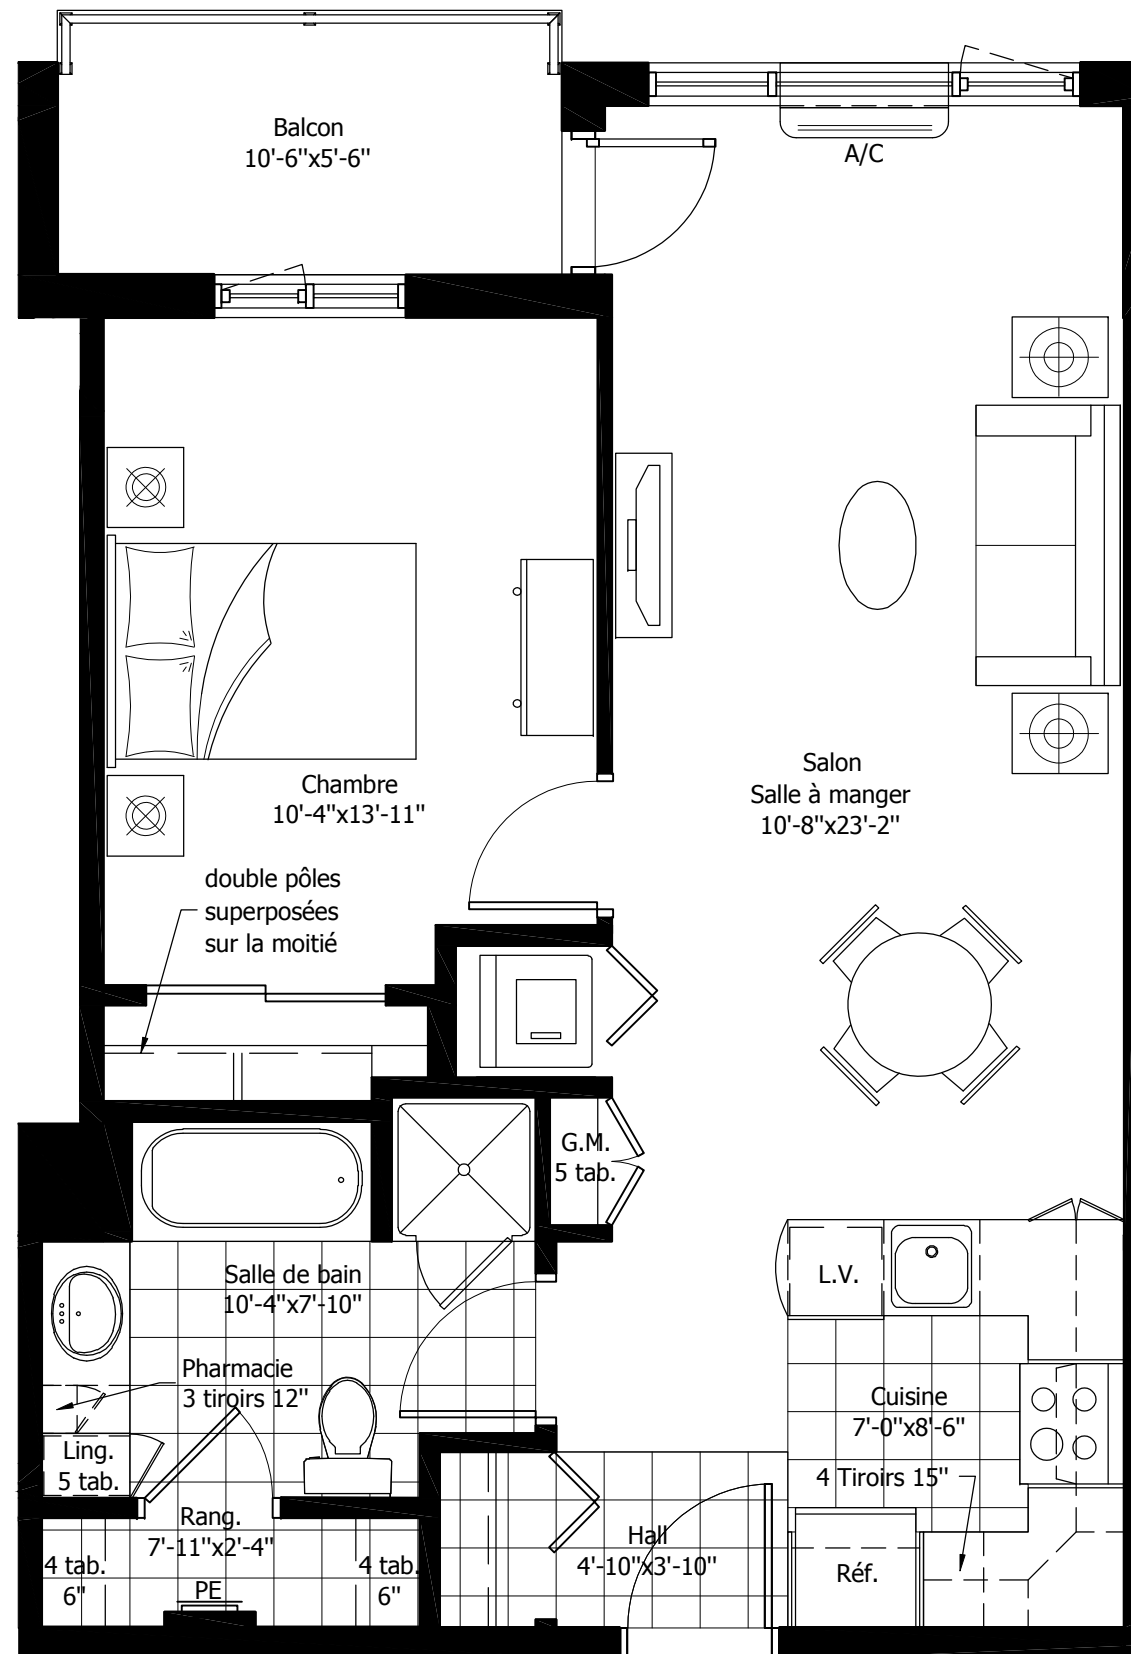 Balcon
10'-6"x5'-6"
A/C
Salon
Salle à manger
10'-8"x23'-2"
Chambre
10'-4"x13'-11"
double pôles
superposées
sur la moitié
G.M.
5 tab.
Salle de bain
10'-4"x7'-10"
L.V.
Pharmacie
3 tiroirs 12"
Cuisine
7'-0"x8'-6"
Ling.
5 tab.
4 Tiroirs 15"
Rang.
7'-11"x2'-4"
Hall
4'-10"x3'-10"
Réf.
4 tab.
6"
PE
4 tab.
6"